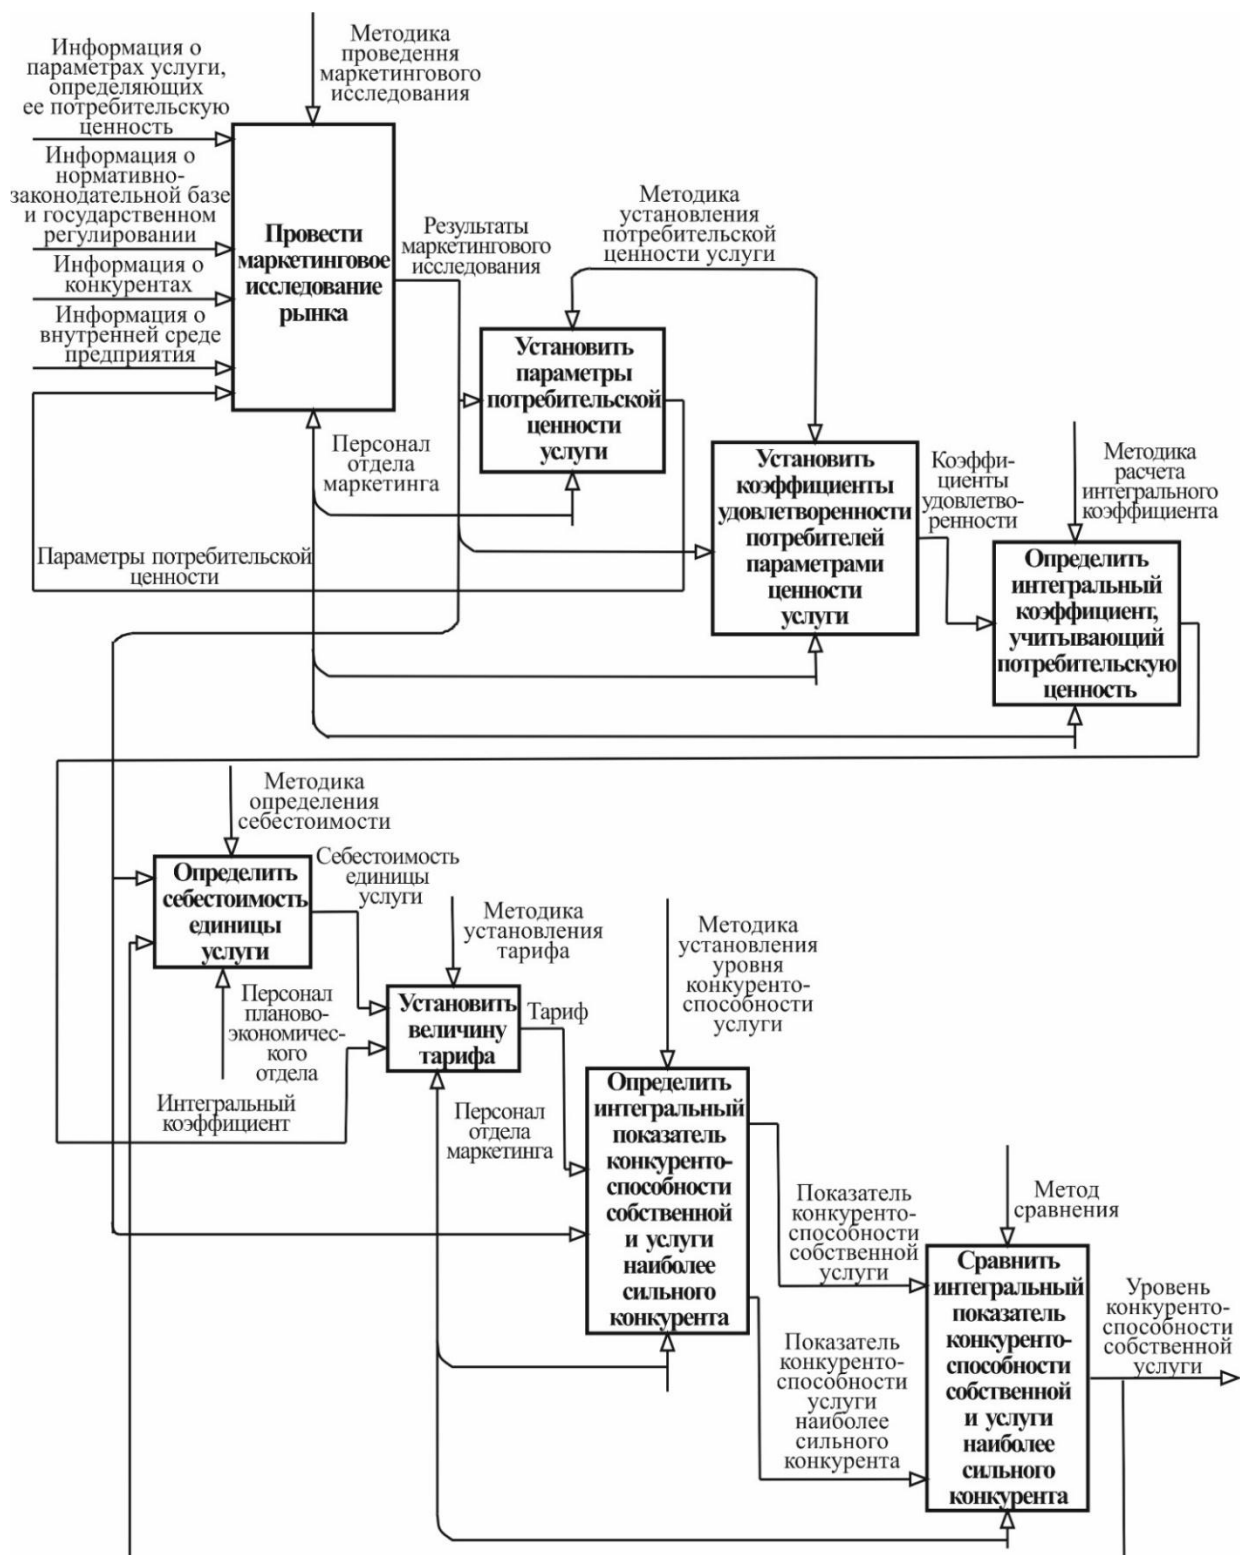 Информация о
параметрах услуги,
определяющих
ее потребительскую
ценность
Методика
проведення
маркетингового
исследования
Информация о
нормативно-
законодательной базе
и государственном
регулировании
Информация о
конкурентах
Информация о
внутренней среде
предприятия
Провести
маркетинговое
исследование
рынка
Результаты
маркетингового
исследования
Методика
установления
потребительской
ценности услуги
Установить
параметры
потребительской
ценности
услуги
Персонал
отдела
маркетинга
Параметры потребительской
ценности
Установить
коэффициенты
удовлетворенности
потребителей
параметрами
ценности
услуги
Коэффи-
циенты
удовлетво-
ренности
Методика
расчета
интегрального
коэффициента
Определить
интегральный
коэффициент,
учитывающий
потребительскую
ценность
Методика
определения
себестоимости
Определить
себестоимость
единицы
услуги
Себестоимость
единицы
услуги
Персонал
планово-
экономичес-
кого
отдела
Интегральный
коэффициент
Методика
установления
тарифа
Установить
величину
тарифа
Тариф
Персонал
отдела
маркетинга
Методика
установления
уровня
конкуренто-
способности
услуги
Определить
интегральный
показатель
конкуренто-
способности
собственной
и услуги
наиболее
сильного
конкурента
Показатель
конкуренто-
способности
собственной
услуги
Показатель
конкуренто-
способности
услуги
наиболее
сильного
конкурента
Метод
сравнения
Сравнить
интегральный
показатель
конкуренто-
способности
собственной
и услуги
наиболее
сильного
конкурента
Уровень
конкуренто-
способности
собственной
услуги